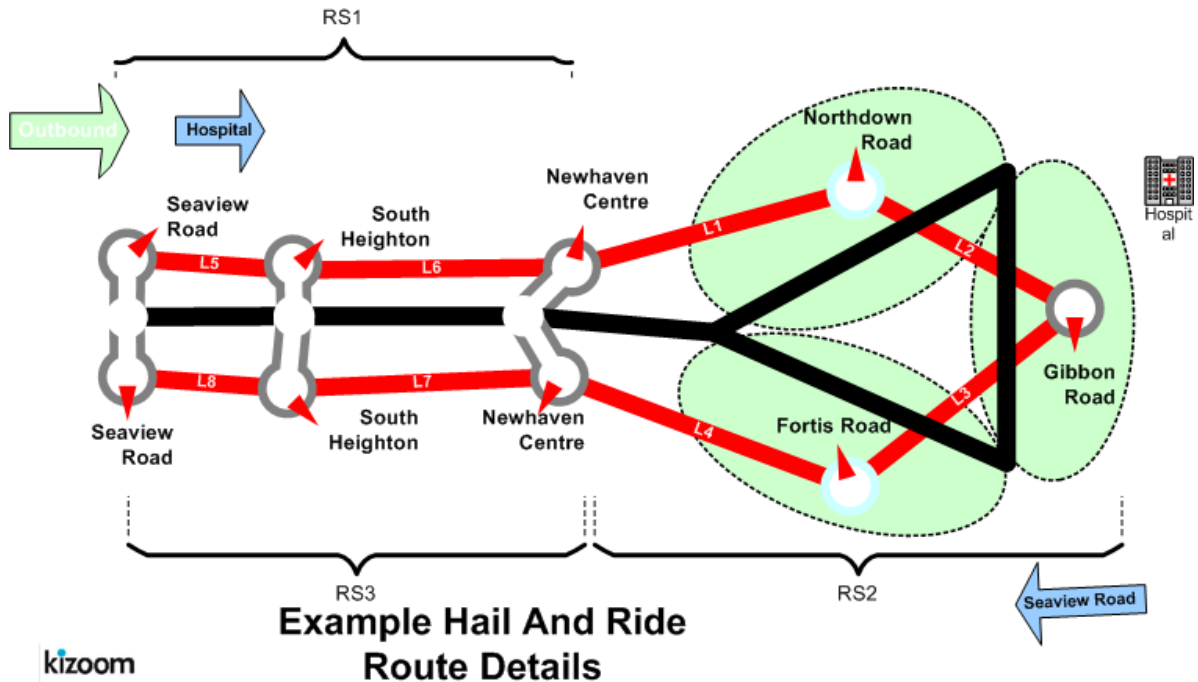 RS1
Outbound
Hospital
Northdown
Road
Newhaven
Centre
Seaview
Road
South
Heighton
Hospit
al
L1
L2
L5
L6
L8
L7
L4
L3
Gibbon
Road
Fortis Road
Seaview
Road
South
Heighton
Newhaven
Centre
RS3
RS2
Seaview Road
Example Hail And Ride
Route Details
kizoom